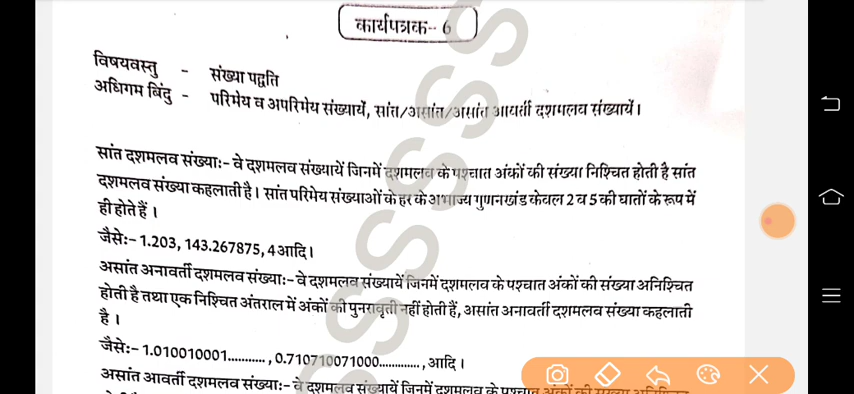 कार्यपत्रक-- 6
विषयवस्तु - संख्या पद्वति
अधिगम बिंदु - परिमेय व अपरिमेय संख्यायें, सांत/असांत/असांत आवर्ती दशमलव संख्यायें।
सांत दशमलव संख्याः- वे दशमलव संख्यायें जिनमें दशमलव के पश्चात अंकों की संख्या निश्चित होती है सांत
दशमलव संख्या कहलाती है। सांत परिमेय संख्याओं के हर के अभाज्य गुणनखंड केवल 2 व 5 की घातों के रूप में
ही होते हैं ।
जैसेः- 1.203, 143.267875, 4 आदि।
असांत अनावर्ती दशमलव संख्याः- वे दशमलव संख्यायें जिनमें दशमलव के पश्चात अंकों की संख्या अनिश्चित
होती है तथा एक निश्चित अंतराल में अंकों की पुनरावृती नहीं होती हैं, असांत अनावर्ती दशमलव संख्या कहलाती
है ।
जैसेः- 1.010010001..........., 0.710710071000............., आदि ।
असांत आवर्ती दशमलव संख्याः- वे दशमलव संख्यायें जिनमें दशमलव के पश्चात अंकों की संख्या
SSSSS